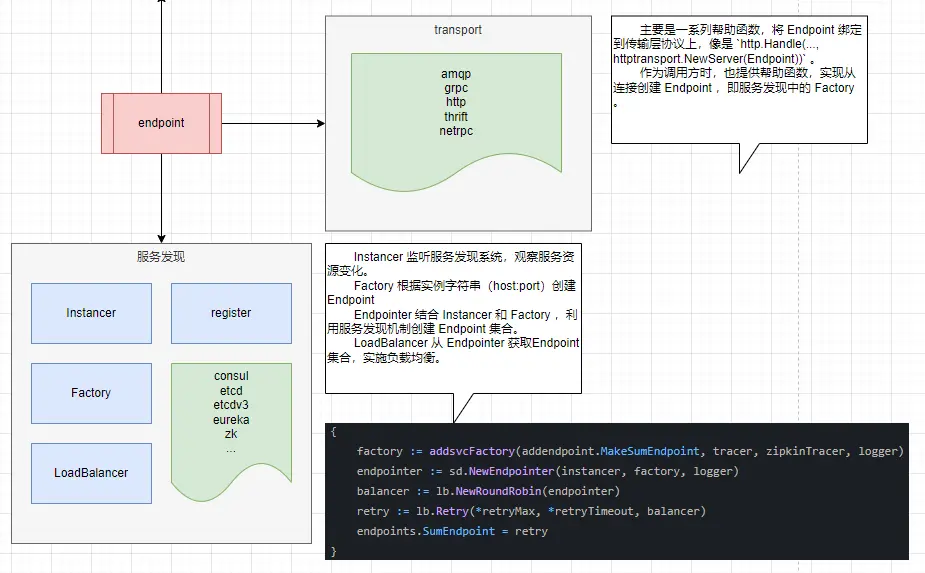 transport
amqp
grpc
http
thrift
netrpc
主要是一系列帮助函数，将 Endpoint 绑定
到传输层协议上，像是 `http.Handle(...,
httptransport.NewServer(Endpoint))` 。
作为调用方时，也提供帮助函数，实现从
连接创建 Endpoint ，即服务发现中的 Factory
。
endpoint
服务发现
Instancer
register
Factory
consul
etcd
etcdv3
eureka
zk
...
LoadBalancer
Instancer 监听服务发现系统，观察服务资
源变化。
Factory 根据实例字符串（host:port）创建
Endpoint
Endpointer 结合 Instancer 和 Factory ，利
用服务发现机制创建 Endpoint 集合。
LoadBalancer 从 Endpointer 获取Endpoint
集合，实施负载均衡。
{
factory := addsvcFactory(addendpoint.MakeSumEndpoint, tracer, zipkinTracer, logger)
endpointer := sd.NewEndpointer(instancer, factory, logger)
balancer := lb.NewRoundRobin(endpointer)
retry := lb.Retry(*retryMax, *retryTimeout, balancer)
endpoints.SumEndpoint = retry
}